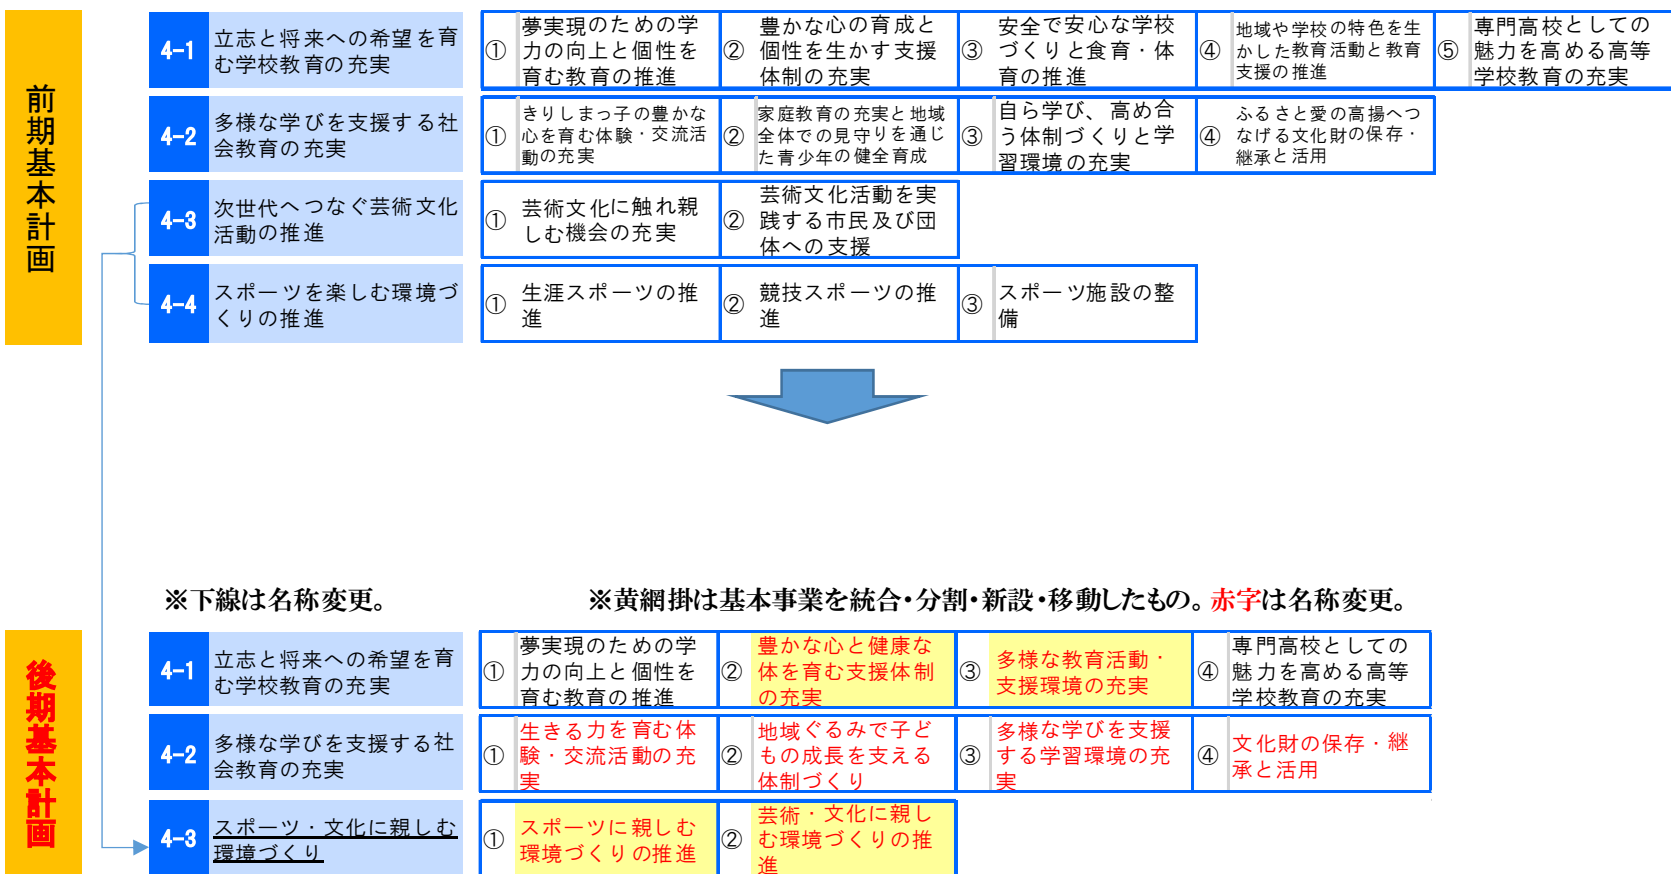 前期基本計画
4-1
立志と将来への希望を育
む学校教育の充実
①
夢実現のための学
力の向上と個性を
育む教育の推進
②
豊かな心の育成と
個性を生かす支援
体制の充実
③
安全で安心な学校
づくりと食育・体
育の推進
④
地域や学校の特色を生
かした教育活動と教育
支援の推進
⑤
専門高校としての
魅力を高める高等
学校教育の充実
4-2
多様な学びを支援する社
会教育の充実
①
きりしまっ子の豊かな
心を育む体験・交流活
動の充実
②
家庭教育の充実と地域
全体での見守りを通じ
た青少年の健全育成
③
自ら学び、高め合
う体制づくりと学
習環境の充実
④
ふるさと愛の高揚へつ
なげる文化財の保存・
継承と活用
4-3
次世代へつなぐ芸術文化
活動の推進
①
芸術文化に触れ親
しむ機会の充実
②
芸術文化活動を実
践する市民及び団
体への支援
4-4
スポーツを楽しむ環境づ
くりの推進
①
生涯スポーツの推
進
②
競技スポーツの推
進
③
スポーツ施設の整
備
※下線は名称変更。
※黄網掛は基本事業を統合・分割・新設・移動したもの。赤字は名称変更。
後期基本計画
4-1
立志と将来への希望を育
む学校教育の充実
①
夢実現のための学
力の向上と個性を
育む教育の推進
②
豊かな心と健康な
体を育む支援体制
の充実
③
多様な教育活動・
支援環境の充実
④
専門高校としての
魅力を高める高等
学校教育の充実
4-2
多様な学びを支援する社
会教育の充実
①
生きる力を育む体
験・交流活動の充
実
②
地域ぐるみで子ど
もの成長を支える
体制づくり
③
多様な学びを支援
する学習環境の充
実
④
文化財の保存・継
承と活用
4-3
スポーツ・文化に親しむ
環境づくり
①
スポーツに親しむ
環境づくりの推進
②
芸術・文化に親し
む環境づくりの推
進